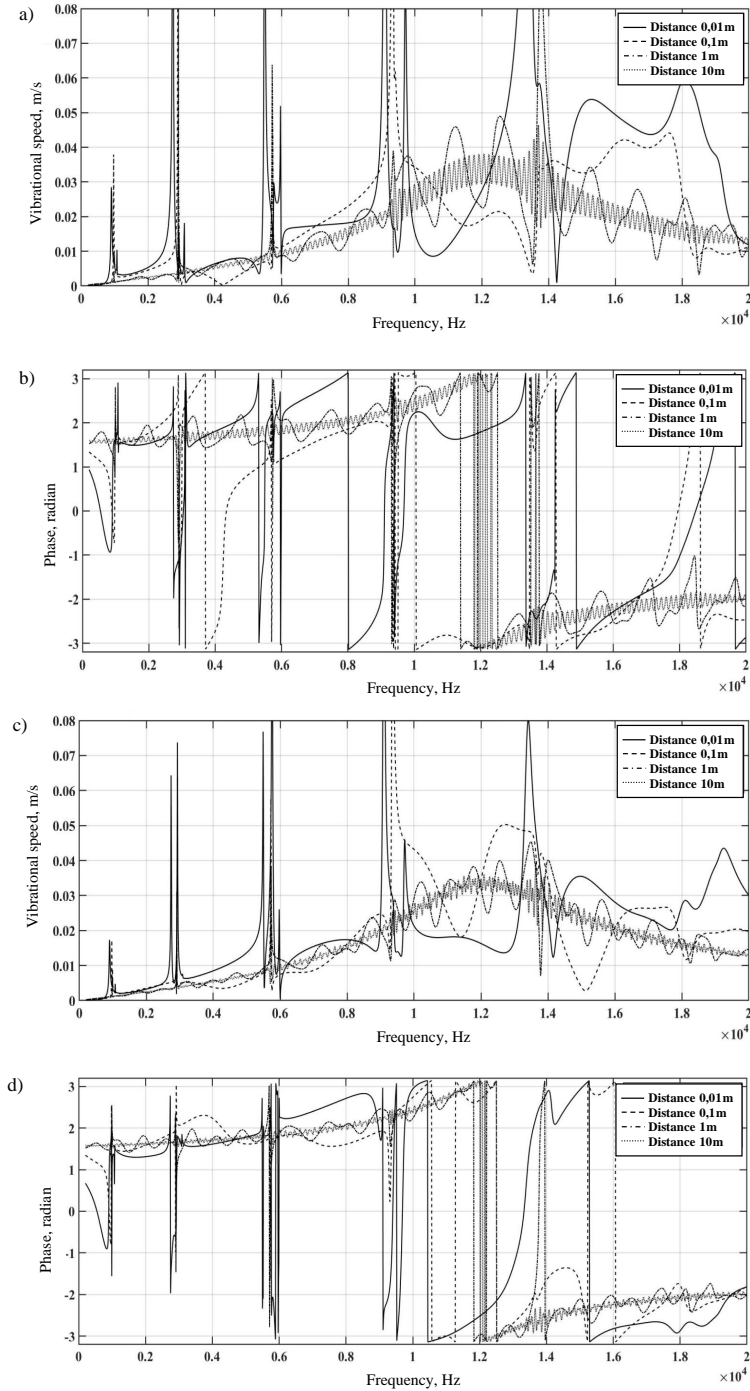 a)
0.08
0.07
0.06
0.05
0.04
0.03
0.02
0.01
0
Vibrational speed, m/s
Distance 0,01m
Distance 0,1m
Distance 1m
Distance 10m
0 0.2 0.4 0.6 0.8 1 1.2 1.4 1.6 1.8 2
×10⁴
Frequency, Hz
b)
3
2
1
0
-1
-2
-3
Phase, radian
Distance 0,01m
Distance 0,1m
Distance 1m
Distance 10m
0 0.2 0.4 0.6 0.8 1 1.2 1.4 1.6 1.8 2
×10⁴
Frequency, Hz
c)
0.08
0.07
0.06
0.05
0.04
0.03
0.02
0.01
0
Vibrational speed, m/s
Distance 0,01m
Distance 0,1m
Distance 1m
Distance 10m
0 0.2 0.4 0.6 0.8 1 1.2 1.4 1.6 1.8 2
×10⁴
Frequency, Hz
d)
3
2
1
0
-1
-2
-3
Phase, radian
Distance 0,01m
Distance 0,1m
Distance 1m
Distance 10m
0 0.2 0.4 0.6 0.8 1 1.2 1.4 1.6 1.8 2
×10⁴
Frequency, Hz